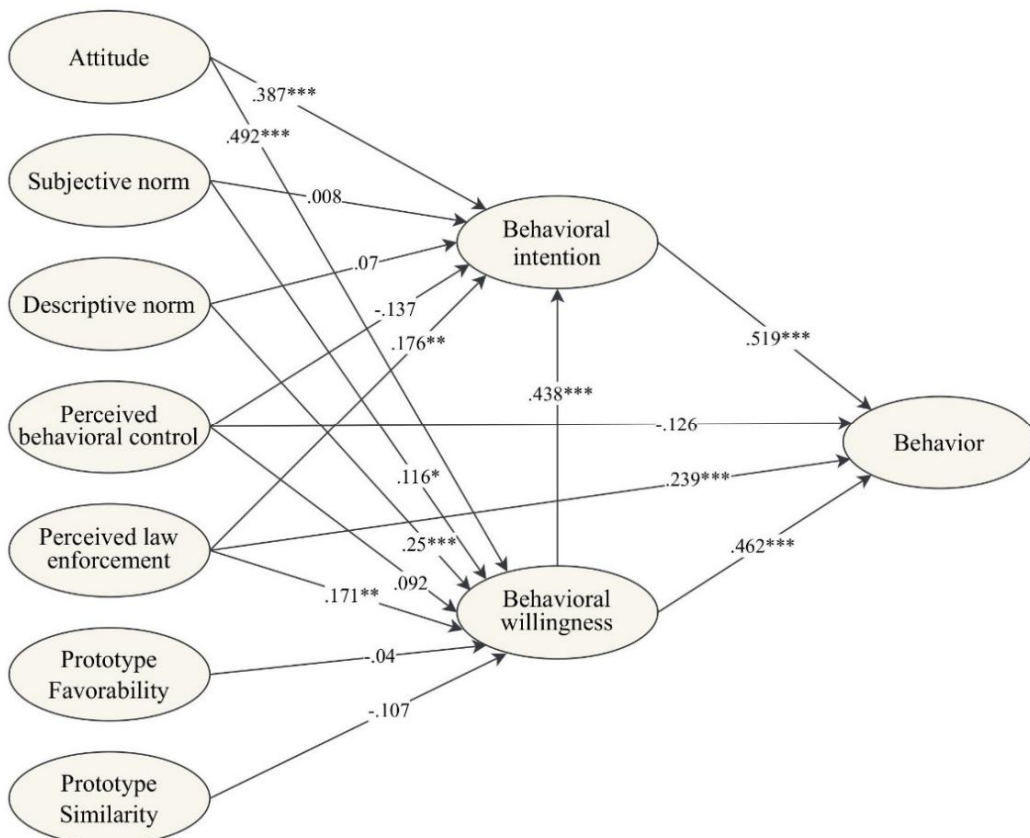 Attitude
.387***
.492***
Subjective norm
.008
Behavioral
intention
Descriptive norm
.07
-.137
.176**
.519***
.438***
Perceived
behavioral control
-.126
Behavior
.116*
.239***
Perceived law
enforcement
.25***
.462***
.092
.171**
Behavioral
willingness
Prototype
Favorability
-.04
-.107
Prototype
Similarity